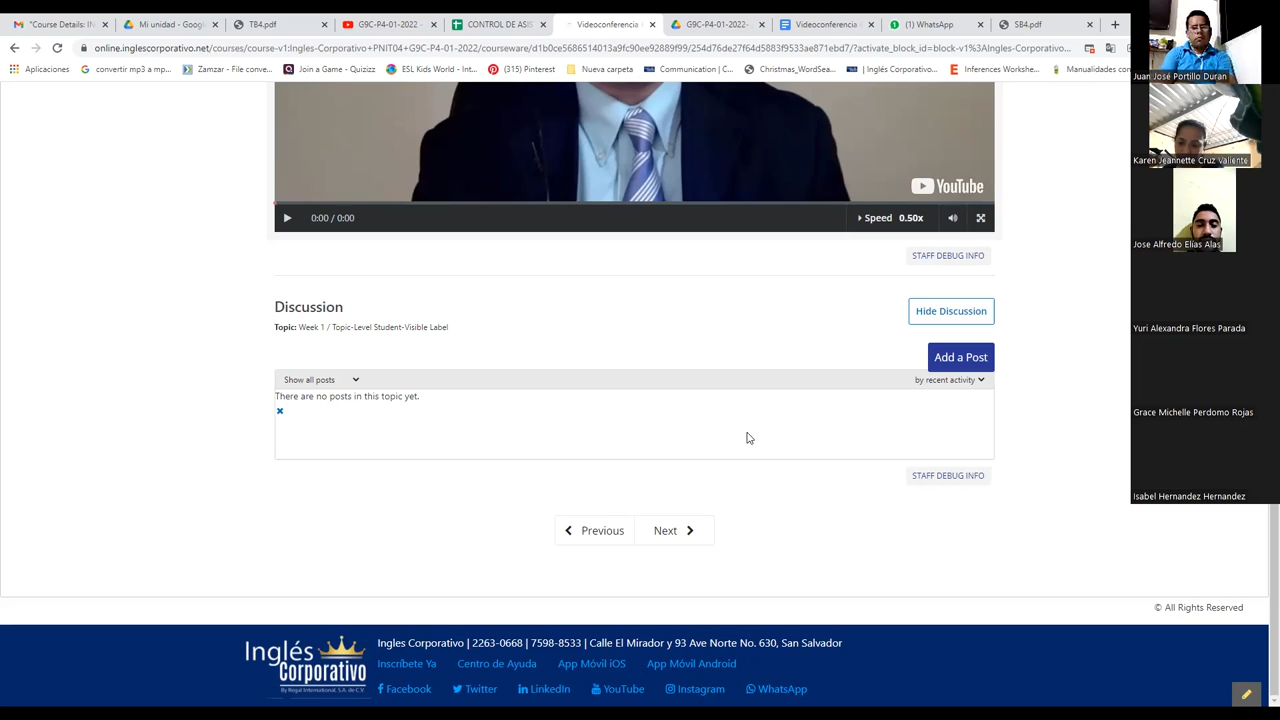 "Course Details: IN
Mi unidad - Google
TB4.pdf
G9C-P4-01-2022 -
CONTROL DE ASIS
Videoconferencia
G9C-P4-01-2022-
Videoconferencia
(1) WhatsApp
SB4.pdf
online.inglescorporativo.net/courses/course-v1:Ingles-Corporativo+PNIT04+G9C-P4-01-2022/courseware/d1b0ce5686514013a9fc90ee92889f99/254d76de27f64d5883f9533ae871ebd7/?activate_block_id=block-v1%3AIngles-Corporativo...
Aplicaciones
convertir mp3 a mp...
Zamzar - File conve...
Join a Game - Quizizz
ESL Kids World - Int...
(315) Pinterest
Nueva carpeta
Communication | C...
Christmas_WordSea...
| Inglés Corporativo...
Inferences Workshe...
Manualidades con
Juan José Portillo Duran
Karen Jeannette Cruz Valiente
Jose Alfredo Elías Alas
Yuri Alexandra Flores Parada
Grace Michelle Perdomo Rojas
Isabel Hernandez Hernandez
YouTube
0:00 / 0:00
Speed 0.50x
STAFF DEBUG INFO
Discussion
Hide Discussion
Topic: Week 1 / Topic-Level Student-Visible Label
Add a Post
Show all posts
by recent activity
There are no posts in this topic yet.
STAFF DEBUG INFO
Previous
Next
© All Rights Reserved
Inglés Corporativo
By Regal International, S.A. de C.V.
Ingles Corporativo | 2263-0668 | 7598-8533 | Calle El Mirador y 93 Ave Norte No. 630, San Salvador
Inscríbete Ya
Centro de Ayuda
App Móvil iOS
App Móvil Android
Facebook
Twitter
LinkedIn
YouTube
Instagram
WhatsApp